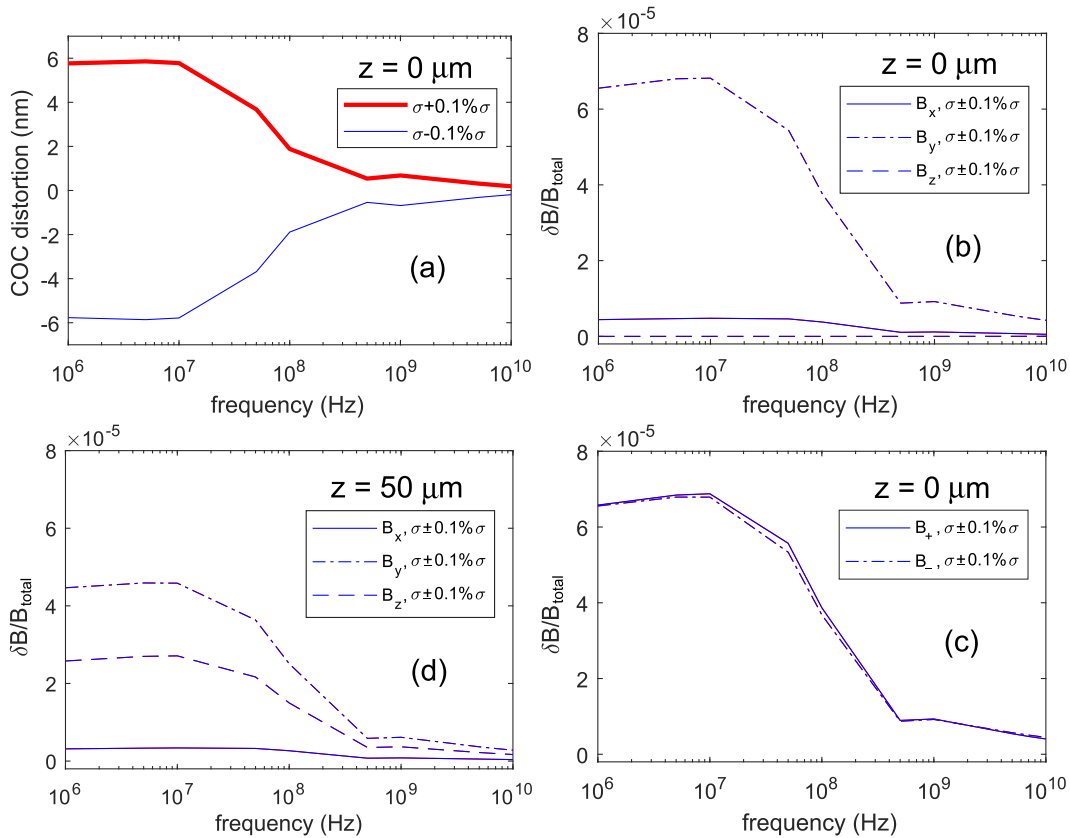 z = 0 μm
σ+0.1%σ
σ-0.1%σ
(a)
6
4
2
0
-2
-4
-6
COC distortion (nm)
10^6 10^7 10^8 10^9 10^10
frequency (Hz)
×10^-5
z = 0 μm
B_x, σ±0.1%σ
B_y, σ±0.1%σ
B_z, σ±0.1%σ
(b)
8
6
4
2
0
δB/B_total
10^6 10^7 10^8 10^9 10^10
frequency (Hz)
×10^-5
z = 50 μm
B_x, σ±0.1%σ
B_y, σ±0.1%σ
B_z, σ±0.1%σ
(d)
8
6
4
2
0
δB/B_total
10^6 10^7 10^8 10^9 10^10
frequency (Hz)
×10^-5
z = 0 μm
B_+, σ±0.1%σ
B_-, σ±0.1%σ
(c)
8
6
4
2
0
δB/B_total
10^6 10^7 10^8 10^9 10^10
frequency (Hz)